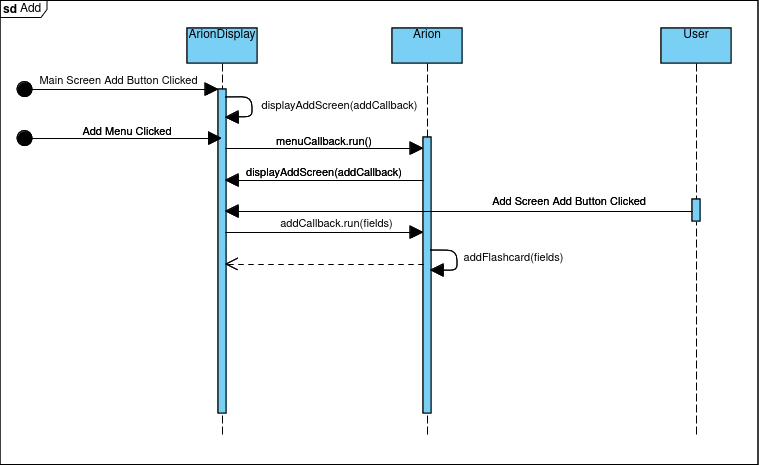 sd Add
ArionDisplay
Arion
User
Main Screen Add Button Clicked
displayAddScreen(addCallback)
Add Menu Clicked
menuCallback.run()
displayAddScreen(addCallback)
Add Screen Add Button Clicked
addCallback.run(fields)
addFlashcard(fields)